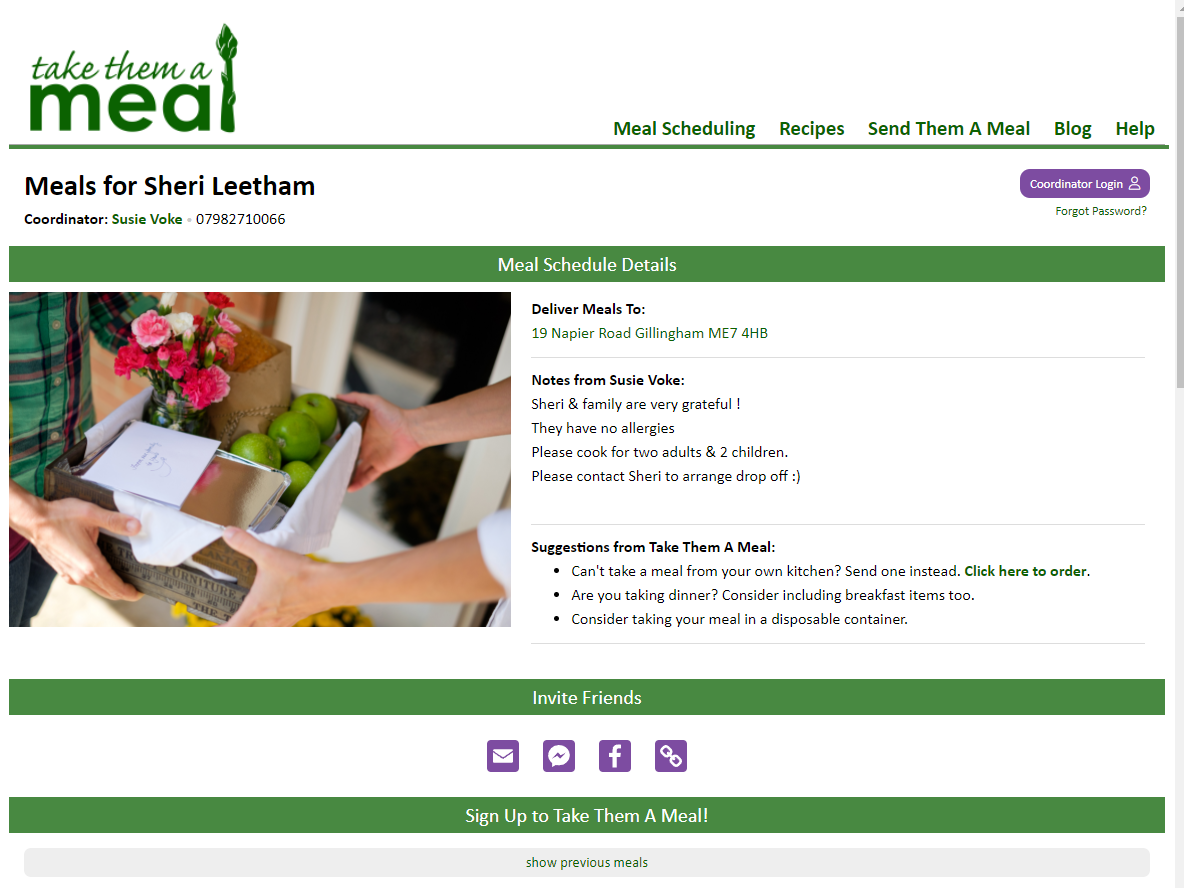 take them a
meal
Meal Scheduling Recipes Send Them A Meal Blog Help
Meals for Sheri Leetham
Coordinator Login
Coordinator: Susie Voke • 07982710066
Forgot Password?
Meal Schedule Details
Deliver Meals To:
19 Napier Road Gillingham ME7 4HB
Notes from Susie Voke:
Sheri & family are very grateful !
They have no allergies
Please cook for two adults & 2 children.
Please contact Sheri to arrange drop off :)
Suggestions from Take Them A Meal:
• Can't take a meal from your own kitchen? Send one instead. Click here to order.
• Are you taking dinner? Consider including breakfast items too.
• Consider taking your meal in a disposable container.
FURNITURE
THE
Invite Friends
Sign Up to Take Them A Meal!
show previous meals